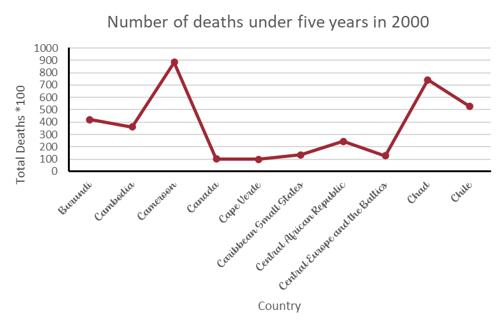 Number of deaths under five years in 2000
Total Deaths *100
1000
900
800
700
600
500
400
300
200
100
0
Burundi
Cambodia
Cameroon
Canada
Cape Verde
Caribbean Small States
Central African Republic
Central Europe and the Baltics
Chad
Chile
Country